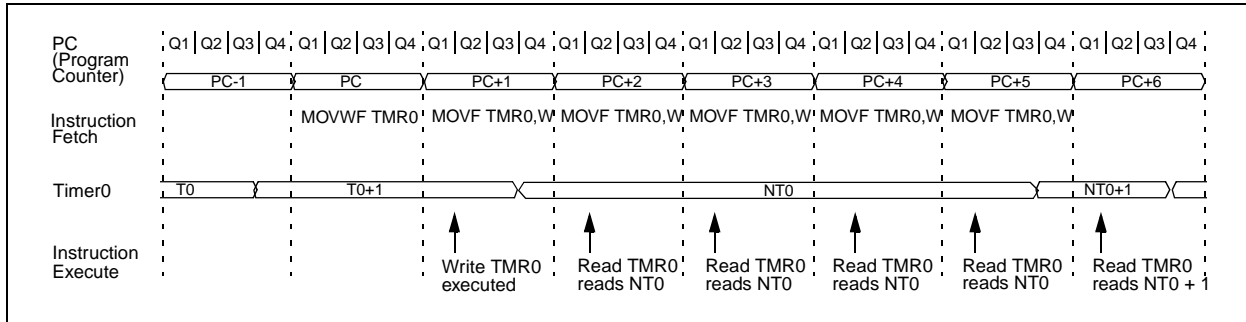 PC (Program Counter)
Q1 Q2 Q3 Q4 Q1 Q2 Q3 Q4 Q1 Q2 Q3 Q4 Q1 Q2 Q3 Q4 Q1 Q2 Q3 Q4 Q1 Q2 Q3 Q4 Q1 Q2 Q3 Q4 Q1 Q2 Q3 Q4
PC-1 PC PC+1 PC+2 PC+3 PC+4 PC+5 PC+6
Instruction Fetch
MOVWF TMR0 MOVF TMR0,W MOVF TMR0,W MOVF TMR0,W MOVF TMR0,W MOVF TMR0,W
Timer0
T0 T0+1 NT0 NT0+1
Instruction Execute
Write TMR0 executed
Read TMR0 reads NT0
Read TMR0 reads NT0
Read TMR0 reads NT0
Read TMR0 reads NT0
Read TMR0 reads NT0 + 1